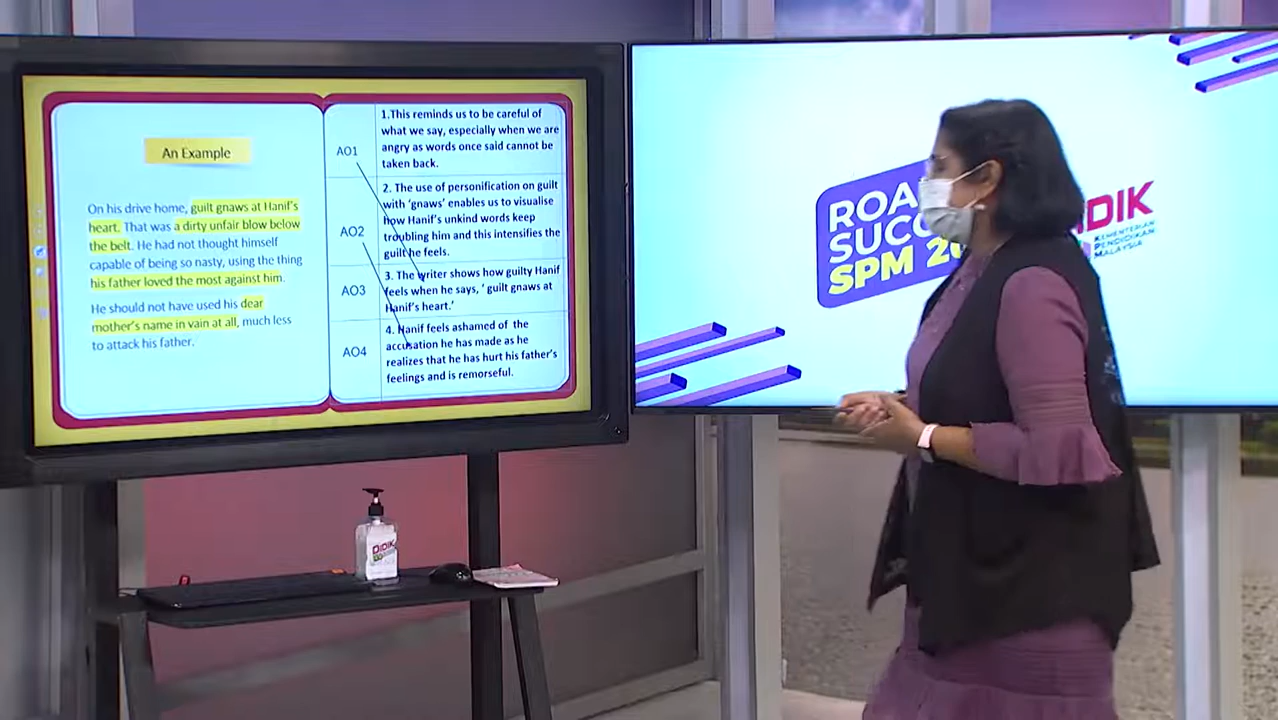 An Example
On his drive home, guilt gnaws at Hanif's
heart. That was a dirty unfair blow below
the belt. He had not thought himself
capable of being so nasty, using the thing
his father loved the most against him.
He should not have used his dear
mother's name in vain at all, much less
to attack his father.
AO1
1.This reminds us to be careful of
what we say, especially when we are
angry as words once said cannot be
taken back.
AO2
2. The use of personification on guilt
with 'gnaws' enables us to visualise
how Hanif's unkind words keep
troubling him and this intensifies the
guilt he feels.
AO3
3. The writer shows how guilty Hanif
feels when he says, ' guilt gnaws at
Hanif's heart.'
AO4
4. Hanif feels ashamed of the
accusation he has made as he
realizes that he has hurt his father's
feelings and is remorseful.
ROA
SUCC
SPM 20
IDIK
KEMENTERIAN
PENDIDIKAN
MALAYSIA
DIDIK